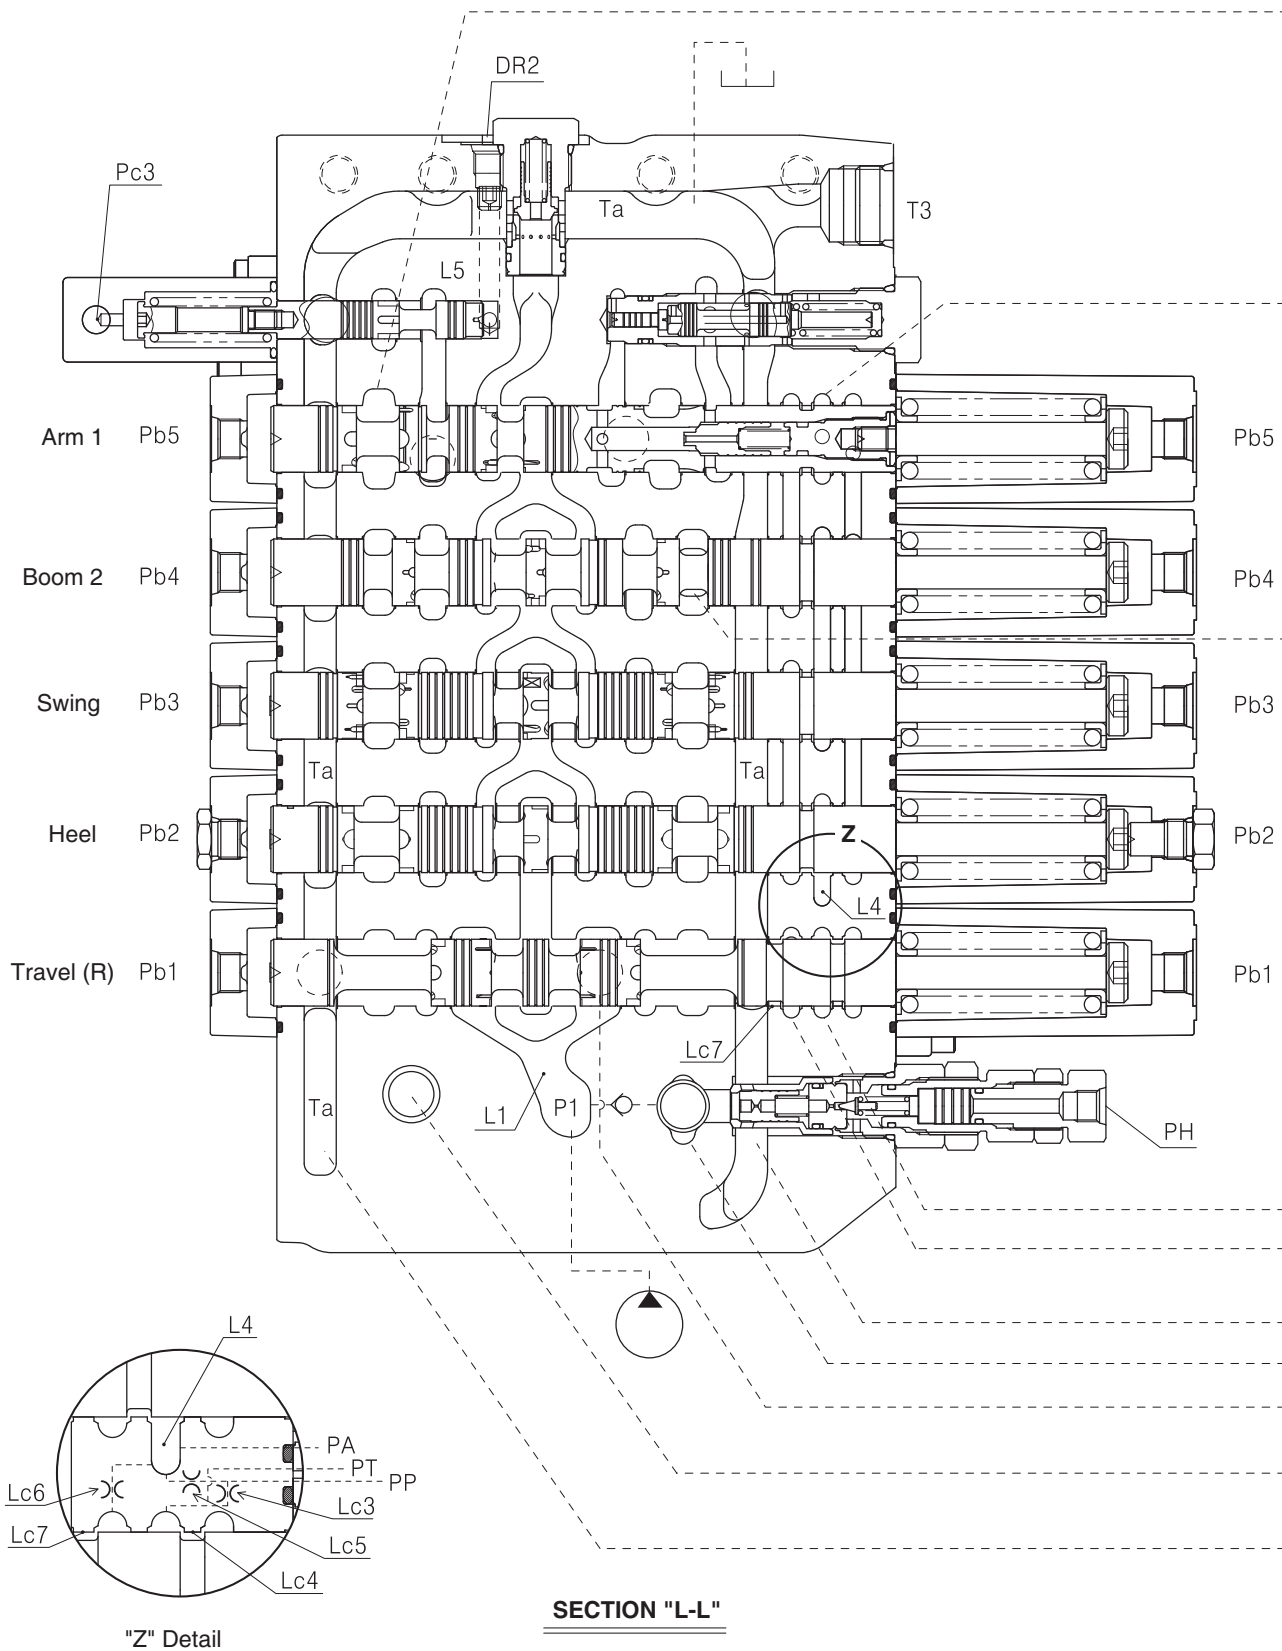 DR2
Pc3
Ta
T3
L5
Arm 1 Pb5 Pb5
Boom 2 Pb4 Pb4
Swing Pb3 Pb3
Ta Ta
Heel Pb2 Z Pb2
L4
Travel (R) Pb1 Pb1
Lc7
Ta L1 P1 PH
L4
PA
PT
PP
Lc6 Lc3
Lc7 Lc5
Lc4
"Z" Detail
SECTION "L-L"